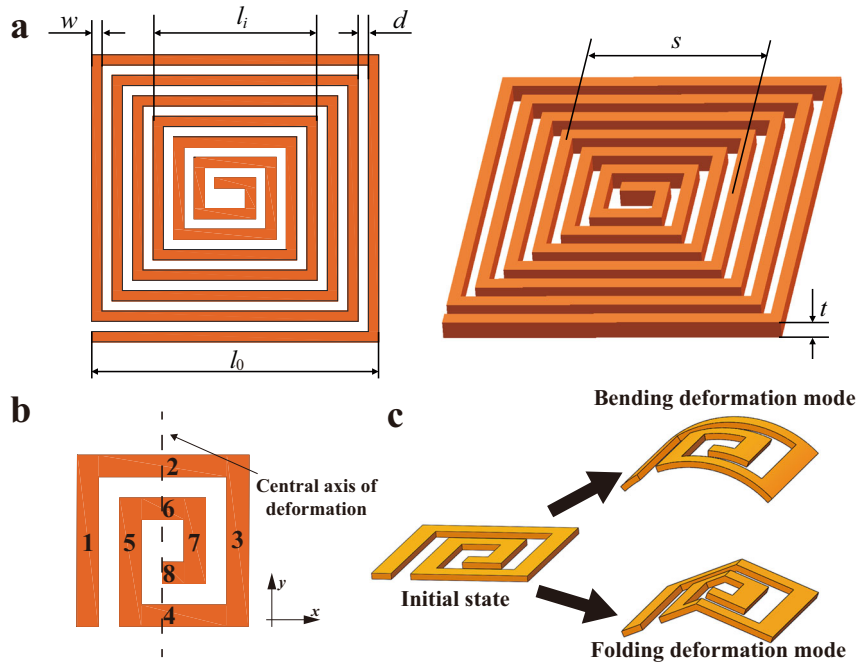 a
w
l_i
d
s
l_0
t
b
Central axis of
deformation
1
2
3
4
5
6
7
8
y
x
c
Bending deformation mode
Initial state
Folding deformation mode